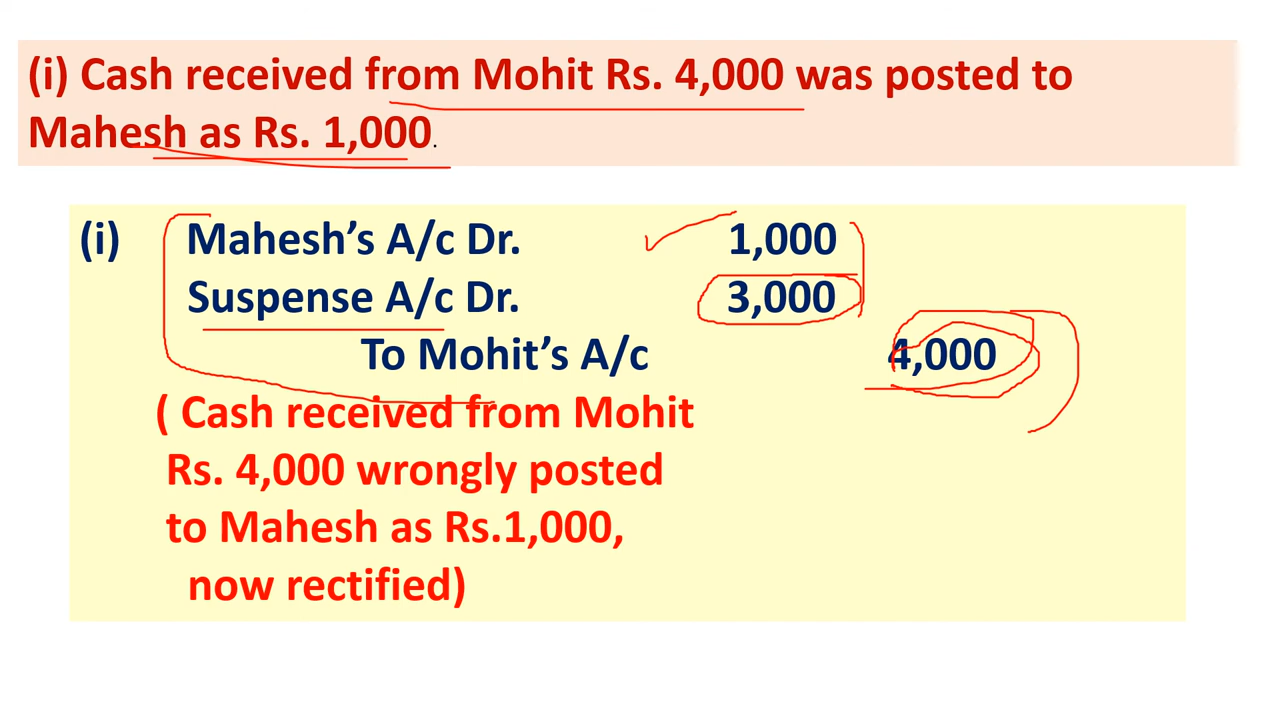 (i) Cash received from Mohit Rs. 4,000 was posted to
Mahesh as Rs. 1,000.
(i) Mahesh’s A/c Dr. 1,000
Suspense A/c Dr. 3,000
To Mohit’s A/c 4,000
( Cash received from Mohit
Rs. 4,000 wrongly posted
to Mahesh as Rs.1,000,
now rectified)